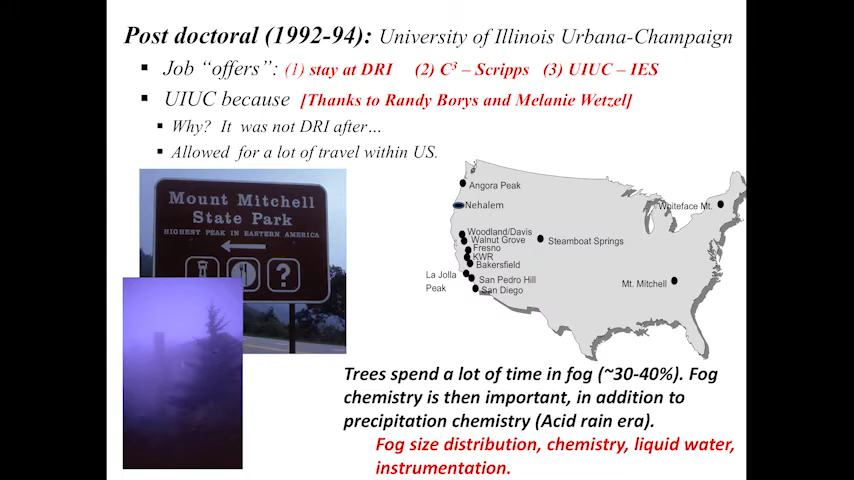 Post doctoral (1992-94): University of Illinois Urbana-Champaign
Job “offers”: (1) stay at DRI (2) C³ – Scripps (3) UIUC – IES
UIUC because [Thanks to Randy Borys and Melanie Wetzel]
Why? It was not DRI after…
Allowed for a lot of travel within US.
Mount Mitchell
State Park
HIGHEST PEAK IN EASTERN AMERICA
?
Angora Peak
Nehalem
Whiteface Mt.
Woodland/Davis
Walnut Grove
Steamboat Springs
Fresno
KWR
Bakersfield
La Jolla
Peak
San Pedro Hill
Mt. Mitchell
San Diego
Trees spend a lot of time in fog (~30-40%). Fog
chemistry is then important, in addition to
precipitation chemistry (Acid rain era).
Fog size distribution, chemistry, liquid water,
instrumentation.